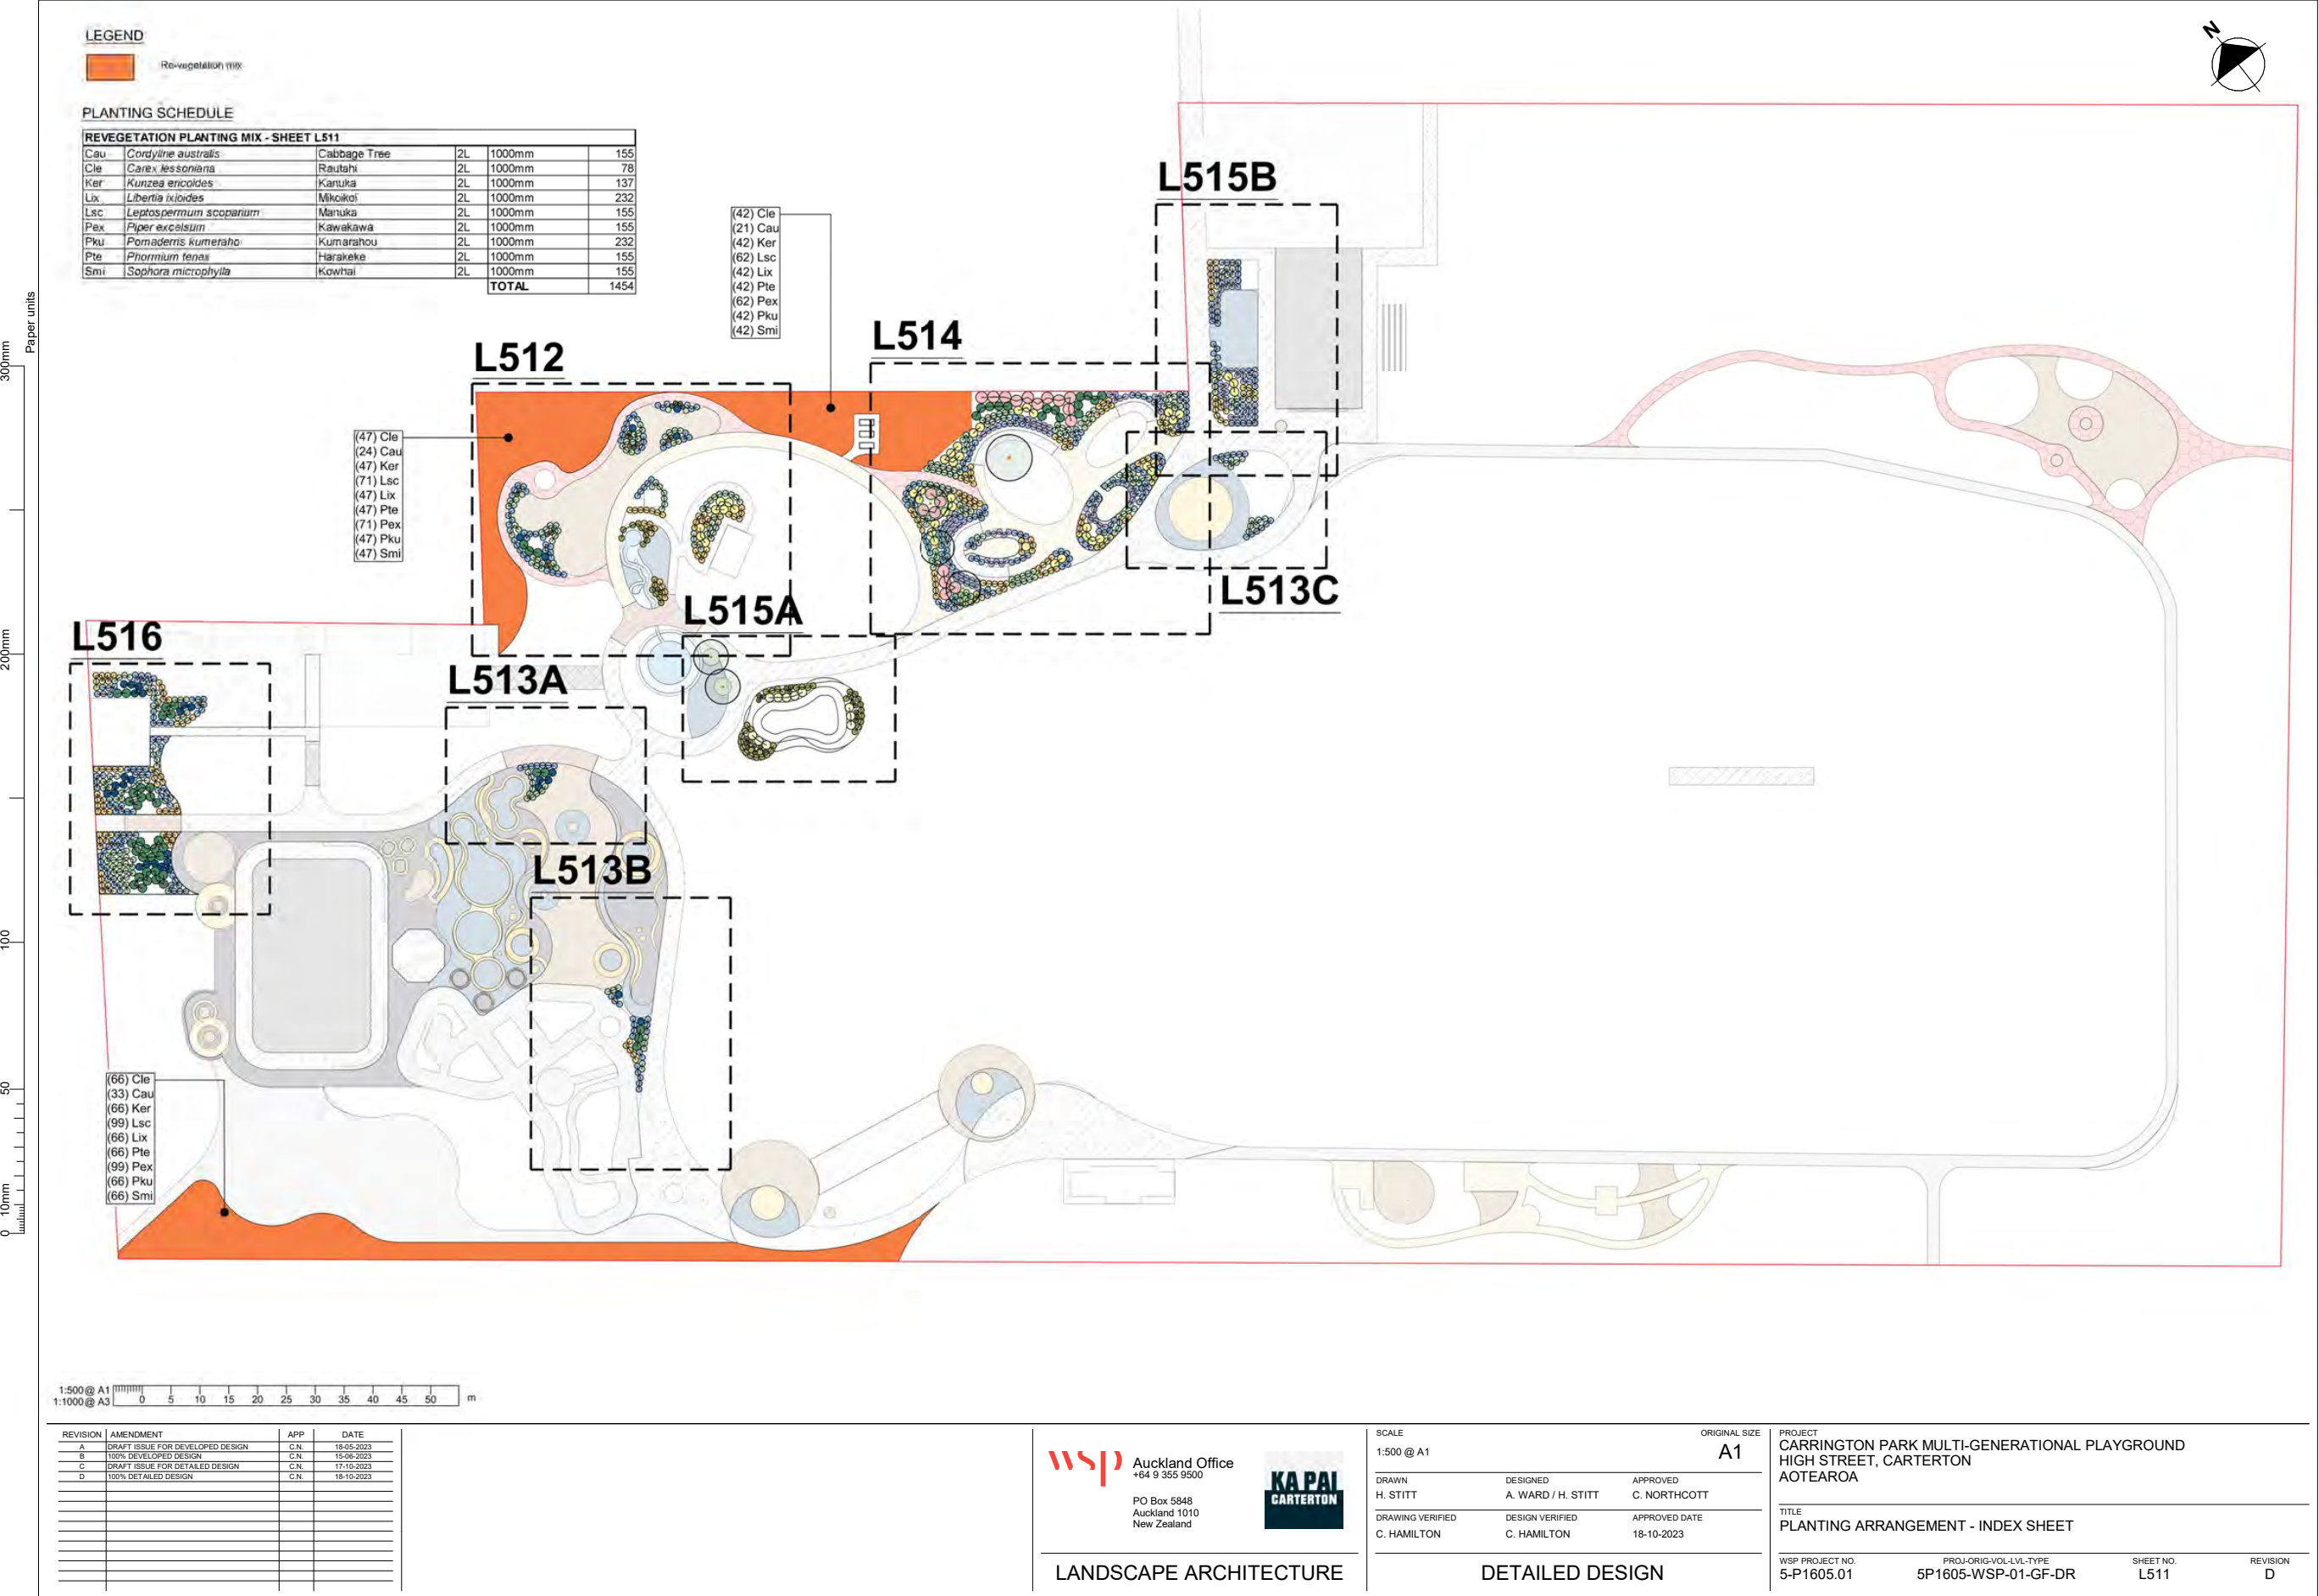 LEGEND
Re-vegetation mix
N
PLANTING SCHEDULE
REVEGETATION PLANTING MIX - SHEET L511
Cau Cordyline australis Cabbage Tree 2L 1000mm 155
Cle Carex lessoniana Rautahi 2L 1000mm 78
Ker Kunzea ericoides Kanuka 2L 1000mm 137
Lix Libertia ixioides Mikoikoi 2L 1000mm 232
Lsc Leptospermum scoparium Manuka 2L 1000mm 155
Pex Piper excelsum Kawakawa 2L 1000mm 155
Pku Pomaderris kumeraho Kumarahou 2L 1000mm 232
Pte Phormium tenax Harakeke 2L 1000mm 155
Smi Sophora microphylla Kowhai 2L 1000mm 155
TOTAL 1454
(42) Cle
(21) Cau
(42) Ker
(62) Lsc
(42) Lix
(42) Pte
(62) Pex
(42) Pku
(42) Smi
L515B
L514
L512
(47) Cle
(24) Cau
(47) Ker
(71) Lsc
(47) Lix
(47) Pte
(71) Pex
(47) Pku
(47) Smi
L513C
L515A
L516
L513A
L513B
(66) Cle
(33) Cau
(66) Ker
(99) Lsc
(66) Lix
(66) Pte
(99) Pex
(66) Pku
(66) Smi
Paper units
300mm
200mm
100
50
10mm
0
1:500 @ A1
1:1000 @ A3
0 5 10 15 20 25 30 35 40 45 50 m
REVISION AMENDMENT APP DATE
A DRAFT ISSUE FOR DEVELOPED DESIGN C.N. 18-05-2023
B 100% DEVELOPED DESIGN C.N. 15-06-2023
C DRAFT ISSUE FOR DETAILED DESIGN C.N. 17-10-2023
D 100% DETAILED DESIGN C.N. 18-10-2023
wsp
Auckland Office
+64 9 355 9500
PO Box 5848
Auckland 1010
New Zealand
KA PAI
CARTERTON
LANDSCAPE ARCHITECTURE
SCALE ORIGINAL SIZE
1:500 @ A1 A1
DRAWN DESIGNED APPROVED
H. STITT A. WARD / H. STITT C. NORTHCOTT
DRAWING VERIFIED DESIGN VERIFIED APPROVED DATE
C. HAMILTON C. HAMILTON 18-10-2023
DETAILED DESIGN
PROJECT
CARRINGTON PARK MULTI-GENERATIONAL PLAYGROUND
HIGH STREET, CARTERTON
AOTEAROA
TITLE
PLANTING ARRANGEMENT - INDEX SHEET
WSP PROJECT NO. PROJ-ORIG-VOL-LVL-TYPE SHEET NO. REVISION
5-P1605.01 5P1605-WSP-01-GF-DR L511 D